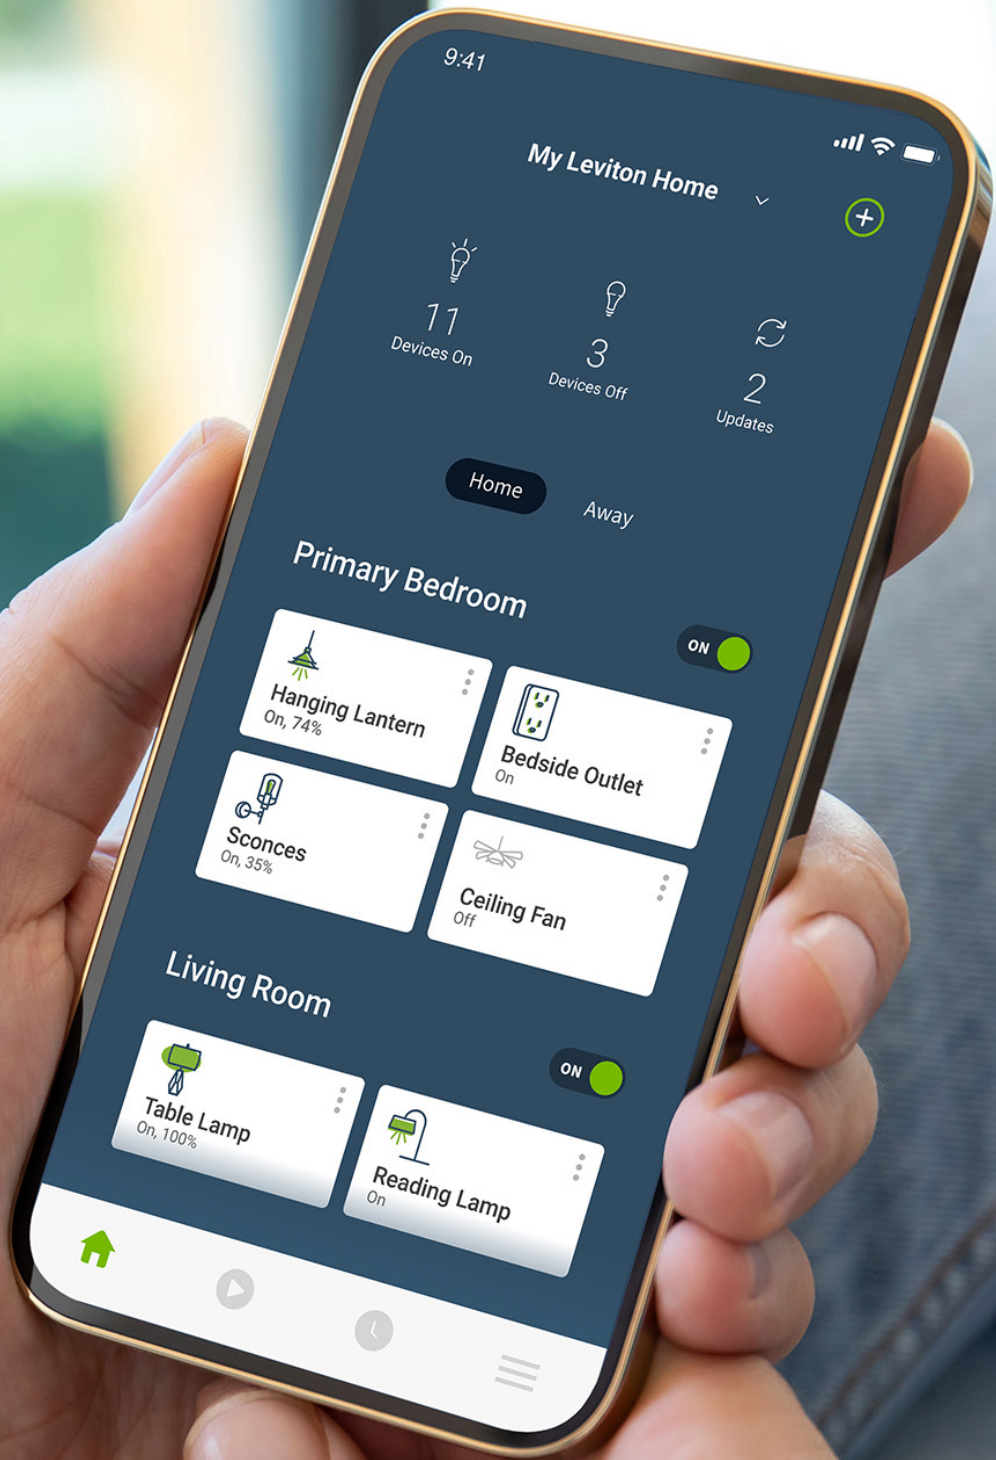 9:41
My Leviton Home
11
Devices On
3
Devices Off
2
Updates
Home
Away
Primary Bedroom
ON
Hanging Lantern
On, 74%
Bedside Outlet
On
Sconces
On, 35%
Ceiling Fan
Off
Living Room
ON
Table Lamp
On, 100%
Reading Lamp
On